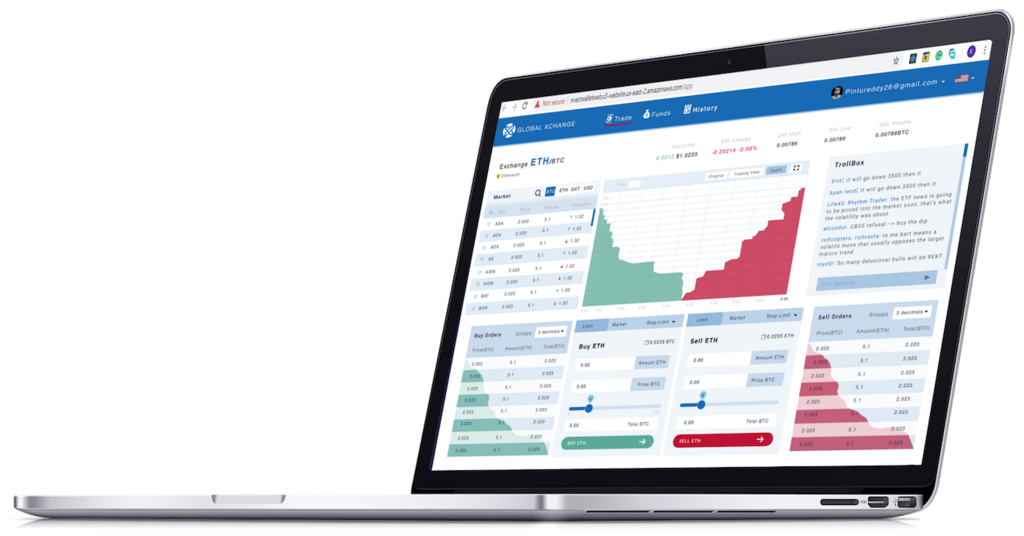 Not secure | nvestwalletweb.s3-website.us-east-2.amazonaws.com/app
GLOBAL XCHANGE
Trade
Funds
History
Pintureddy26@gmail.com
Exchange ETH/BTC
Ethereum
last price
0.0012 $1.0235
24h Change
-0.20214 -0.06%
24h High
0.00789
24h Low
0.00789
24h Volume
0.00789BTC
Market
BTC ETH DAT USD
ADA 2.023 5.1 1.32
ADX 2.023 5.1 1.32
AEX 2.023 5.1 1.32
AE 2.023 5.1 1.32
AIEN 2.023 5.1 1.32
AION 2.023 5.1 1.32
BAT 2.023 5.1 1.32
BON 2.023 5.1 1.32
Original Trading View Depth
TrollBox
$int: it will go down 3500 then it
Ayan rand: it will go down 3500 then it
Life43: Rhythm Trader: the ETF news is going
to be priced into the market soon, that's what
the volatility was about
elcondor: CBOE refusal --> buy the dip
roflcopters: richrasta: to me bart means a
volatile move that usually opposes the larger
marcro trend
royz0r: So many delusional bulls will be REKT
Your Message
Buy Orders Groups 3 decimals
Price(BTC) Amount(ETH) Total(BTC)
2.023 5.1 2.023
2.023 5.1 2.023
2.023 5.1 2.023
2.023 5.1 2.023
2.023 5.1 2.023
2.023 5.1 2.023
2.023 5.1 2.023
2.023 5.1 2.023
Limit Market Stop-Limit
Buy ETH 0.0235 BTC
0.00 Amount ETH
0.00 Price BTC
0.00 Total BTC
BUY ETH
Limit Market Stop-Limit
Sell ETH 0.0235 ETH
0.00 Amount ETH
0.00 Price BTC
0.00 Total BTC
SELL ETH
Sell Orders Groups 3 decimals
Price(BTC) Amount(ETH) Total(BTC)
2.023 5.1 2.023
2.023 5.1 2.023
2.023 5.1 2.023
2.023 5.1 2.023
2.023 5.1 2.023
2.023 5.1 2.023
2.023 5.1 2.023
2.023 5.1 2.023